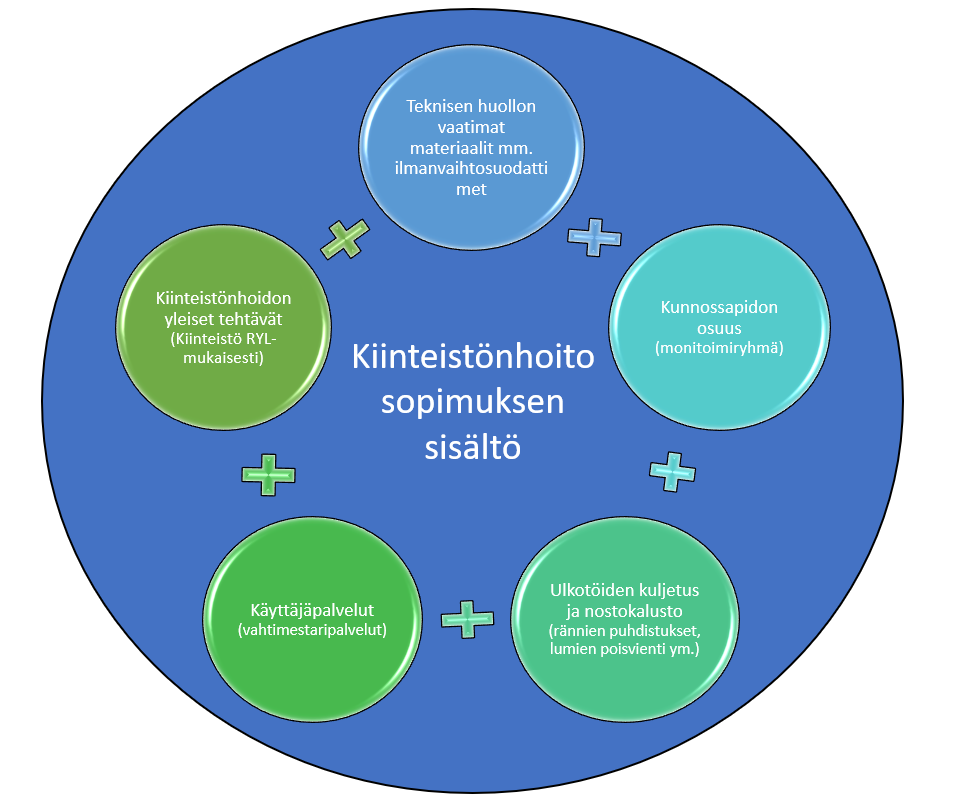 Teknisen huollon
vaatimat
materiaalit mm.
ilmanvaihtosuodatti
met
Kiinteistönhoidon
yleiset tehtävät
(Kiinteistö RYL-
mukaisesti)
Kunnossapidon
osuus
(monitoimiryhmä)
Kiinteistönhoito
sopimuksen
sisältö
Käyttäjäpalvelut
(vahtimestaripalvelut)
Ulkotöiden kuljetus
ja nostokalusto
(rännien puhdistukset,
lumien poisvienti ym.)